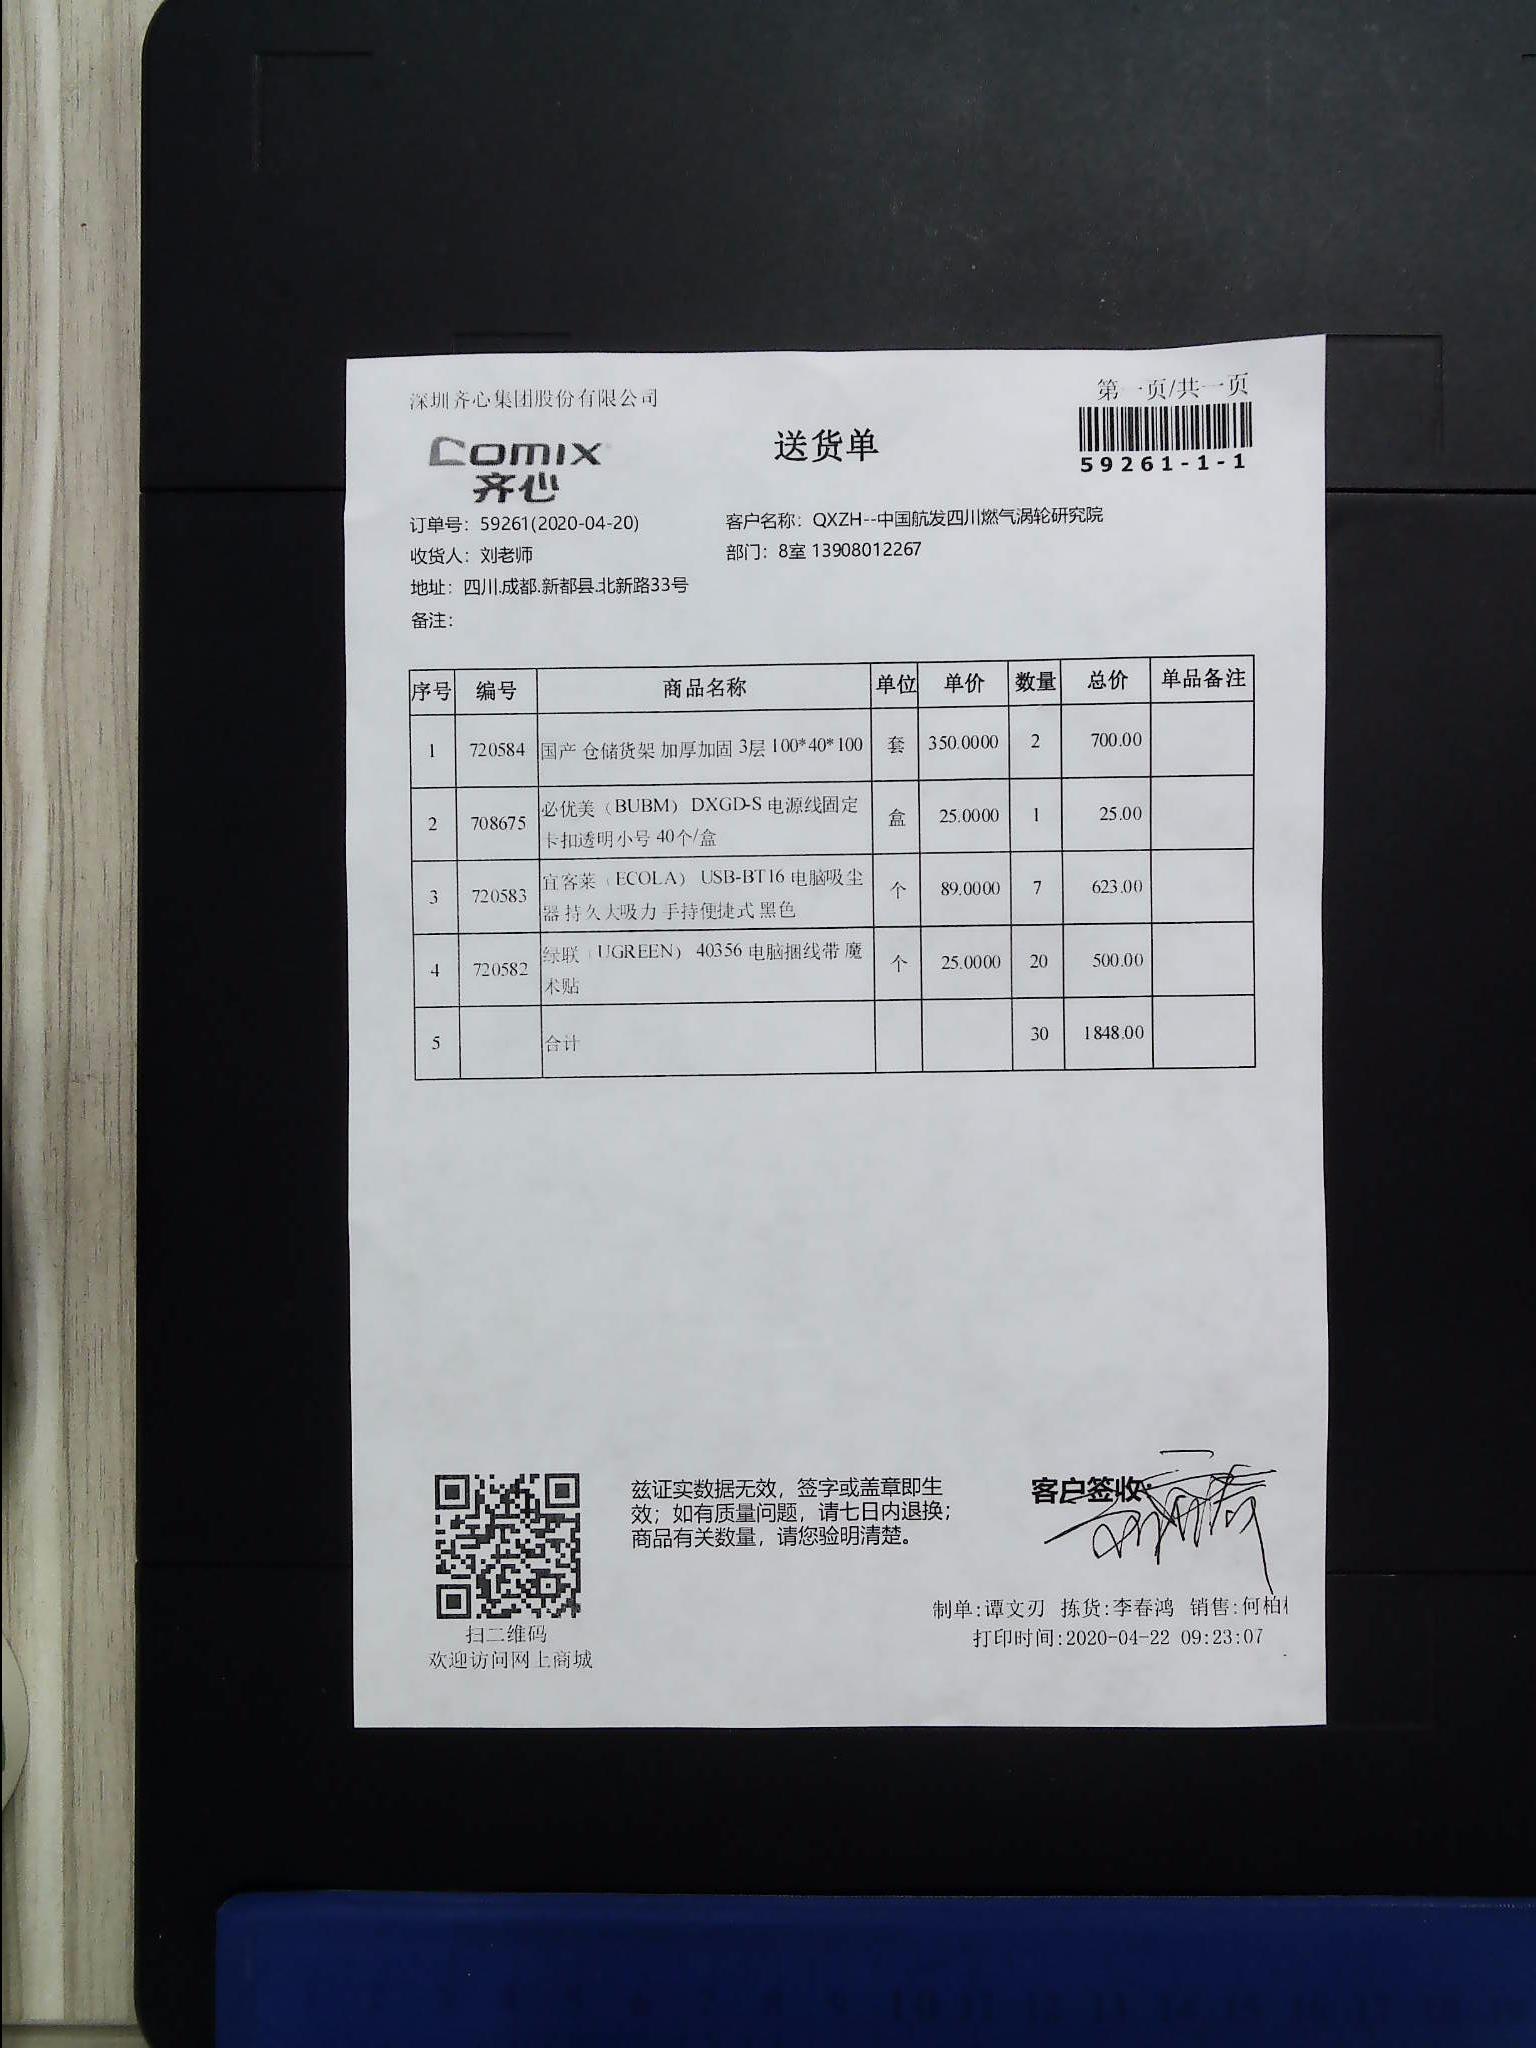 深圳齐心集团股份有限公司
第一页/共一页
comix
齐心
送货单
59261-1-1
订单号：59261(2020-04-20)
客户名称：QXZH--中国航发四川燃气涡轮研究院
收货人：刘老师
部门：8室 13908012267
地址：四川.成都.新都县.北新路33号
备注：
序号 编号 商品名称 单位 单价 数量 总价 单品备注
1 720584 国产 仓储货架 加厚加固 3层 100*40*100 套 350.0000 2 700.00
2 708675 必优美（BUBM） DXGD-S 电源线固定 盒 25.0000 1 25.00
卡扣透明小号 40个/盒
3 720583 宜客莱（ECOLA） USB-BT16 电脑吸尘 个 89.0000 7 623.00
器 持久大吸力 手持便捷式 黑色
4 720582 绿联（UGREEN） 40356 电脑捆线带 魔 个 25.0000 20 500.00
术贴
5 合计 30 1848.00
兹证实数据无效，签字或盖章即生
效；如有质量问题，请七日内退换；
商品有关数量，请您验明清楚。
客户签收:
扫二维码
欢迎访问网上商城
制单:谭文刃 拣货:李春鸿 销售:何柏
打印时间:2020-04-22 09:23:07